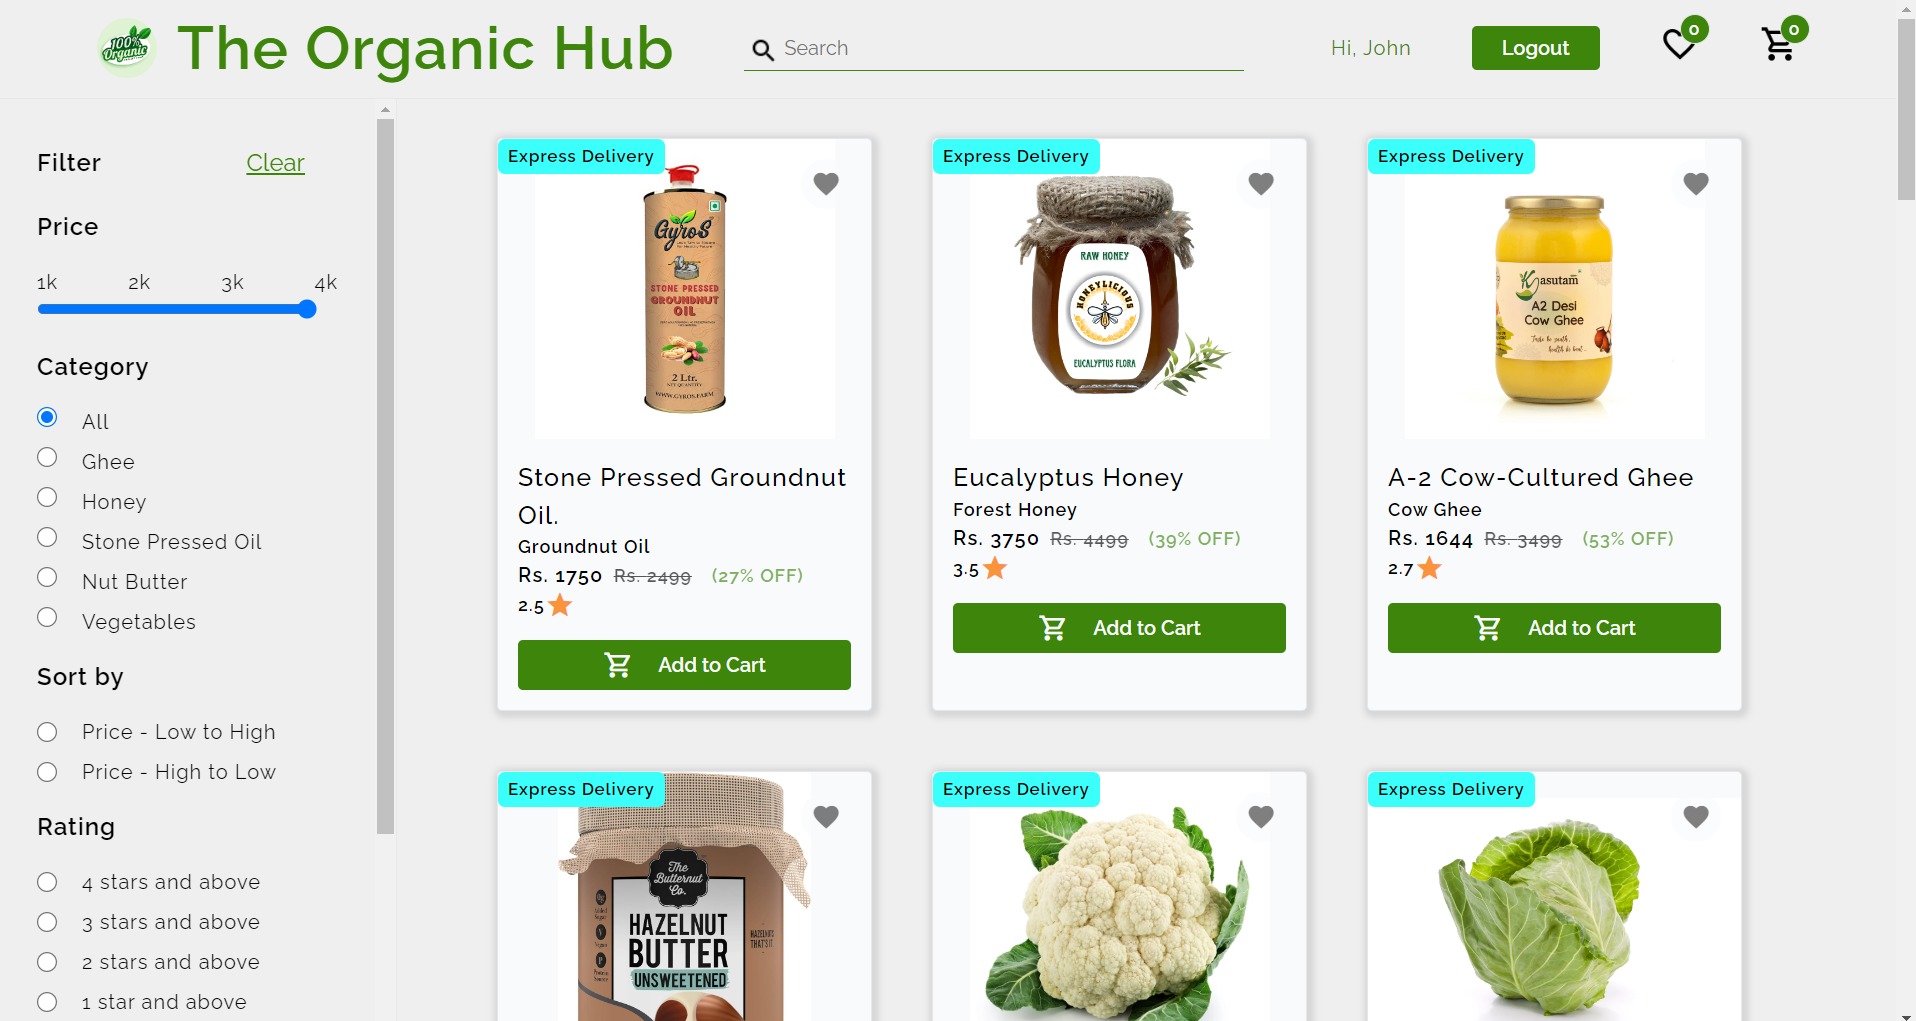 100%
Organic
The Organic Hub
Search
Hi, John
Logout
0
0
Filter
Clear
Price
1k 2k 3k 4k
Category
All
Ghee
Honey
Stone Pressed Oil
Nut Butter
Vegetables
Sort by
Price - Low to High
Price - High to Low
Rating
4 stars and above
3 stars and above
2 stars and above
1 star and above
Express Delivery
GyroS
STONE PRESSED
GROUNDNUT
OIL
2 Ltr.
NET QUANTITY
WWW.GYROS.FARM
Stone Pressed Groundnut
Oil.
Groundnut Oil
Rs. 1750 Rs. 2499 (27% OFF)
2.5
Add to Cart
Express Delivery
RAW HONEY
HONEYLICIOUS
EUCALYPTUS FLORA
Eucalyptus Honey
Forest Honey
Rs. 3750 Rs. 4499 (39% OFF)
3.5
Add to Cart
Express Delivery
Kasutam
A2 Desi
Cow Ghee
A-2 Cow-Cultured Ghee
Cow Ghee
Rs. 1644 Rs. 3499 (53% OFF)
2.7
Add to Cart
Express Delivery
The
Butternut
Co.
HAZELNUT
BUTTER
UNSWEETENED
Express Delivery
Express Delivery